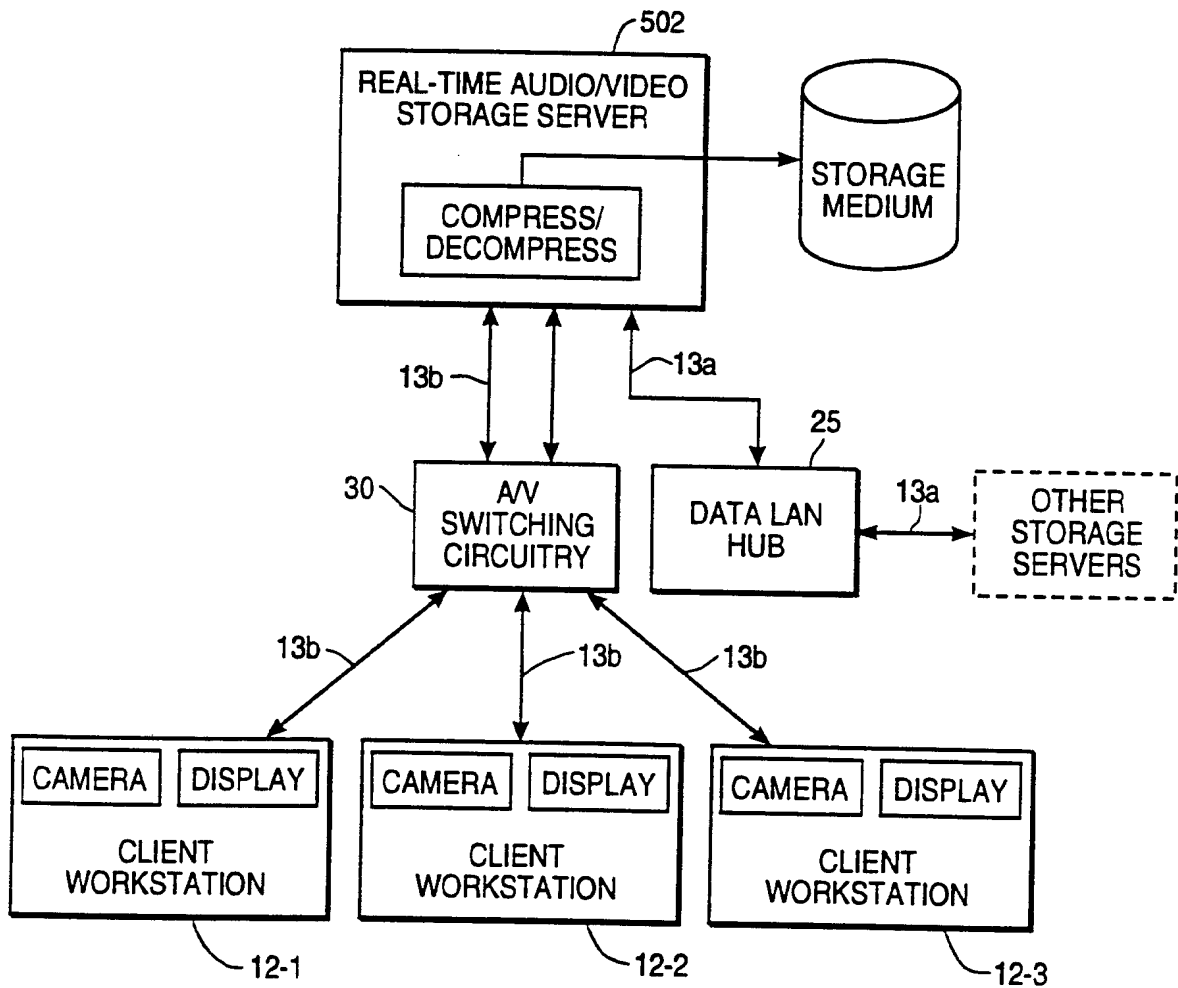 502
REAL-TIME AUDIO/VIDEO
STORAGE SERVER
COMPRESS/
DECOMPRESS
STORAGE
MEDIUM
13b
13a
25
30
A/V
SWITCHING
CIRCUITRY
DATA LAN
HUB
13a
OTHER
STORAGE
SERVERS
13b
13b
13b
CAMERA
DISPLAY
CLIENT
WORKSTATION
CAMERA
DISPLAY
CLIENT
WORKSTATION
CAMERA
DISPLAY
CLIENT
WORKSTATION
12-1
12-2
12-3